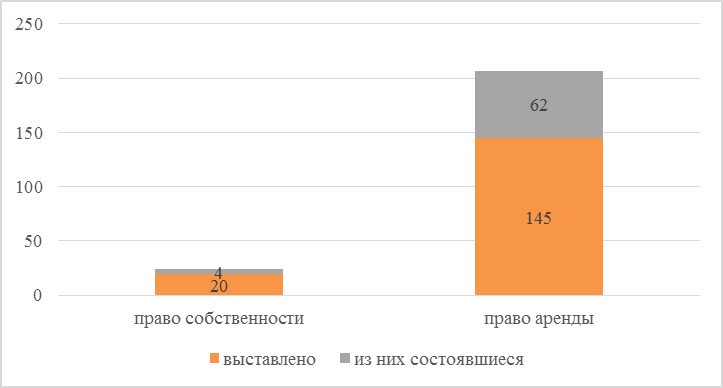 250
200
150
100
50
0
62
145
4
20
право собственности
право аренды
выставлено
из них состоявшиеся